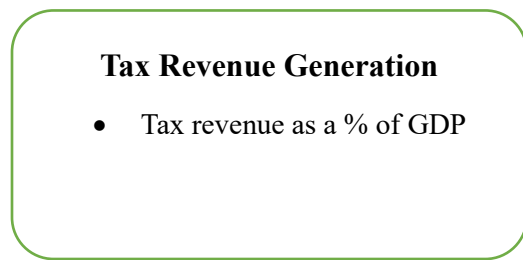 Tax Revenue Generation
• Tax revenue as a % of GDP